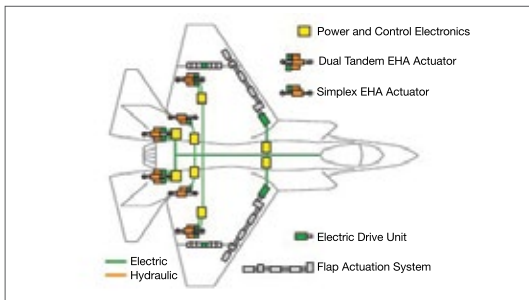 Power and Control Electronics
Dual Tandem EHA Actuator
Simplex EHA Actuator
Electric Drive Unit
Flap Actuation System
Electric
Hydraulic